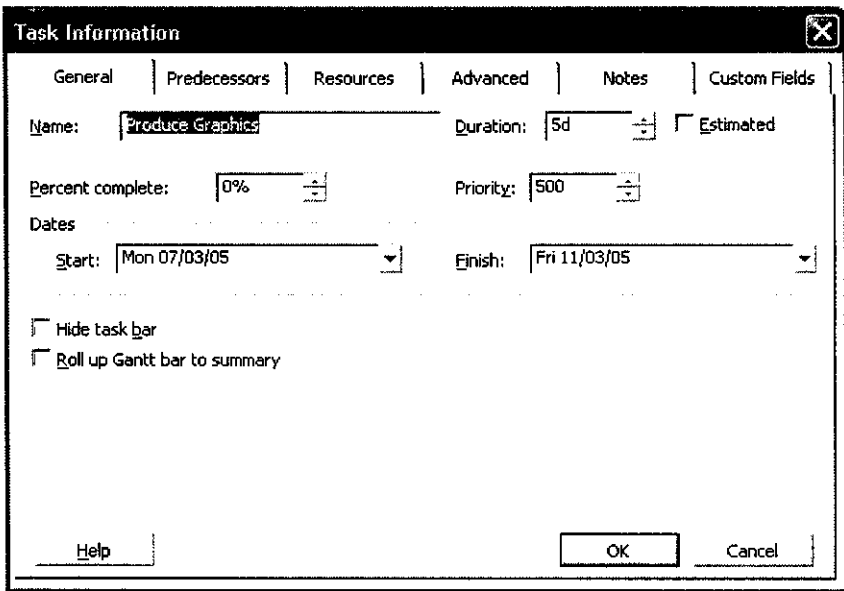 Task Information
General Predecessors Resources Advanced Notes Custom Fields
Name: Produce Graphics Duration: 5d Estimated
Percent complete: 0% Priority: 500
Dates
Start: Mon 07/03/05 Finish: Fri 11/03/05
Hide task bar
Roll up Gantt bar to summary
Help OK Cancel